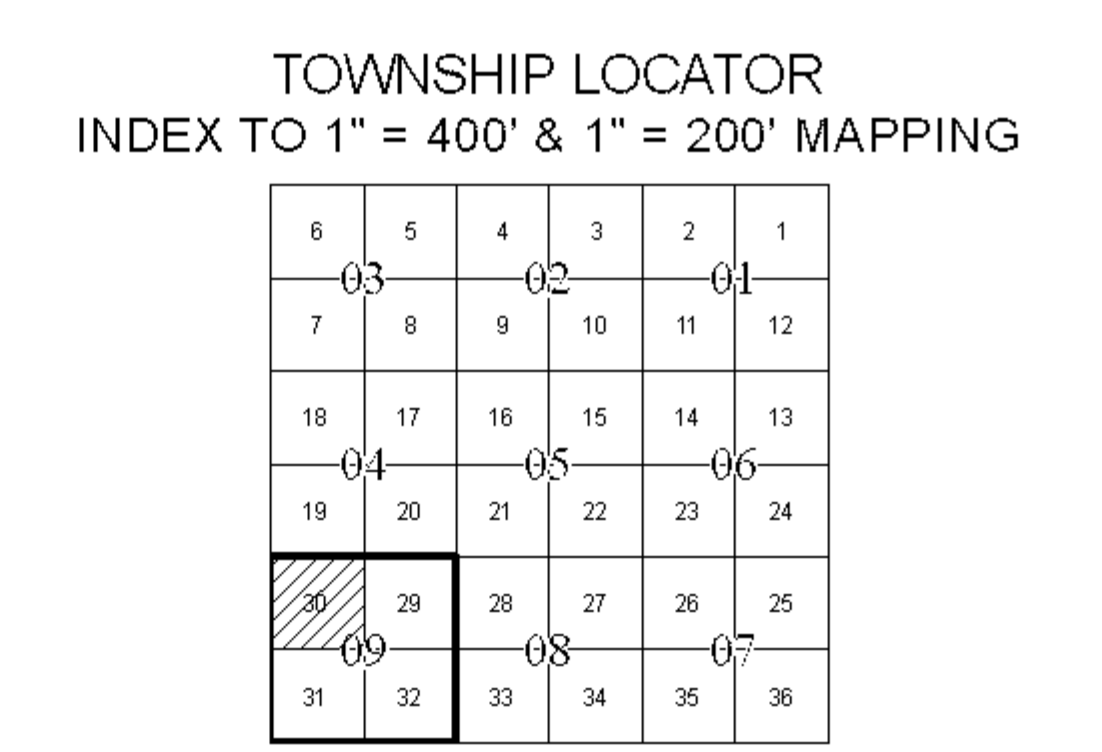 TOWNSHIP LOCATOR
INDEX TO 1" = 400' & 1" = 200' MAPPING
6 5 4 3 2 1
03 02 01
7 8 9 10 11 12
18 17 16 15 14 13
04 05 06
19 20 21 22 23 24
30 29 28 27 26 25
09 08 07
31 32 33 34 35 36